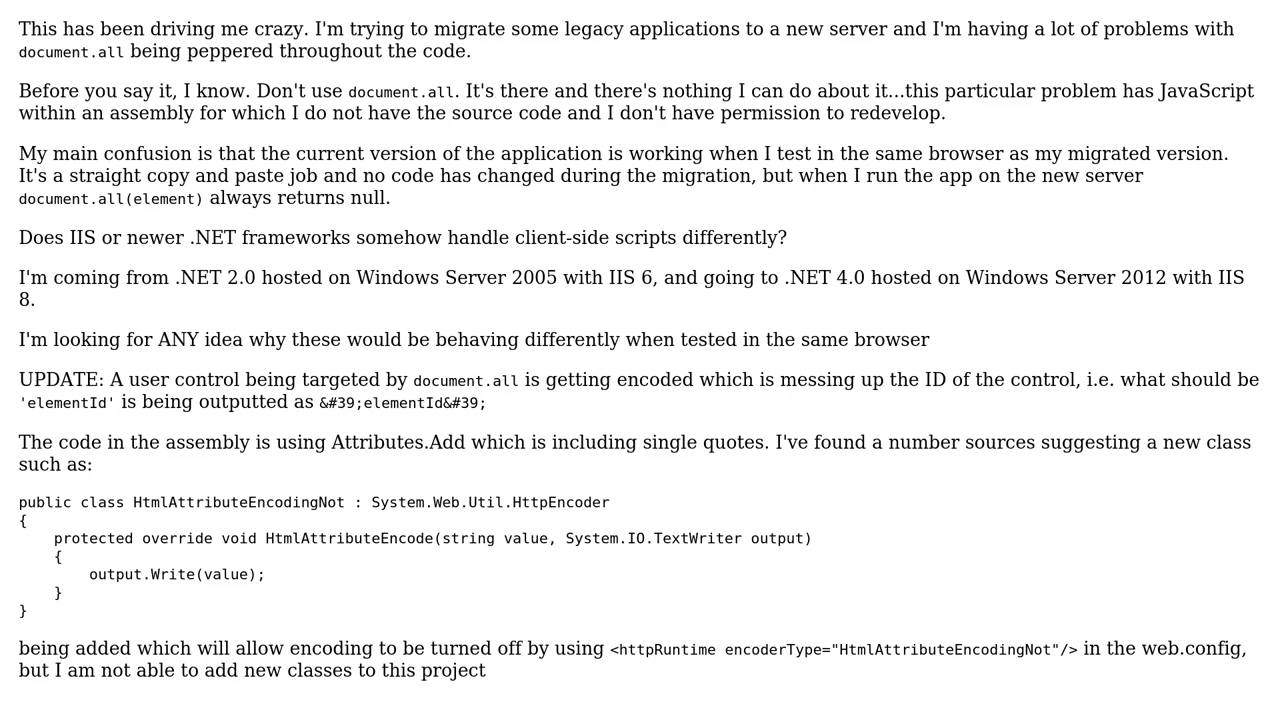 This has been driving me crazy. I'm trying to migrate some legacy applications to a new server and I'm having a lot of problems with
document.all being peppered throughout the code.
Before you say it, I know. Don't use document.all. It's there and there's nothing I can do about it...this particular problem has JavaScript
within an assembly for which I do not have the source code and I don't have permission to redevelop.
My main confusion is that the current version of the application is working when I test in the same browser as my migrated version.
It's a straight copy and paste job and no code has changed during the migration, but when I run the app on the new server
document.all(element) always returns null.
Does IIS or newer .NET frameworks somehow handle client-side scripts differently?
I'm coming from .NET 2.0 hosted on Windows Server 2005 with IIS 6, and going to .NET 4.0 hosted on Windows Server 2012 with IIS
8.
I'm looking for ANY idea why these would be behaving differently when tested in the same browser
UPDATE: A user control being targeted by document.all is getting encoded which is messing up the ID of the control, i.e. what should be
'elementId' is being outputted as &#39;elementId&#39;
The code in the assembly is using Attributes.Add which is including single quotes. I've found a number sources suggesting a new class
such as:
public class HtmlAttributeEncodingNot : System.Web.Util.HttpEncoder
{
    protected override void HtmlAttributeEncode(string value, System.IO.TextWriter output)
    {
        output.Write(value);
    }
}
being added which will allow encoding to be turned off by using <httpRuntime encoderType="HtmlAttributeEncodingNot"/> in the web.config,
but I am not able to add new classes to this project